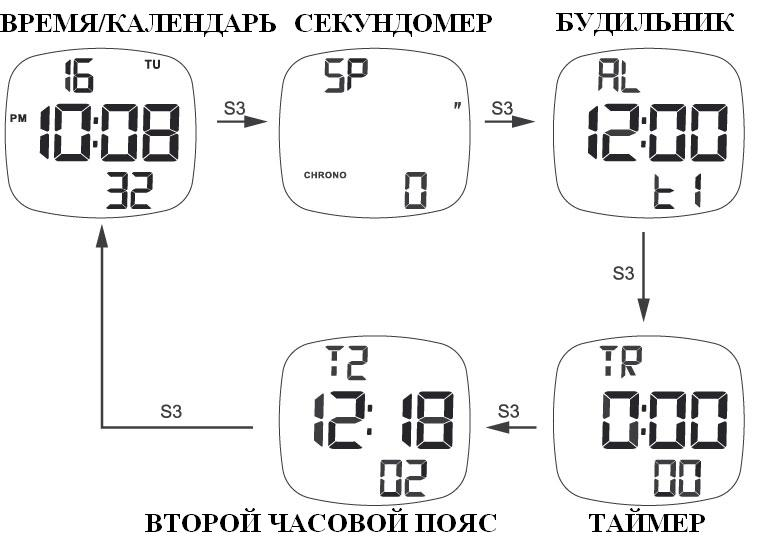 ВРЕМЯ/КАЛЕНДАРЬ СЕКУНДОМЕР БУДИЛЬНИК
16 TU
PM 10:08
32
S3
SP
"
CHRONO 0
S3
AL
12:00
t1
S3
TR
0:00
00
ТАЙМЕР
S3
T2
12:18
02
ВТОРОЙ ЧАСОВОЙ ПОЯС
S3